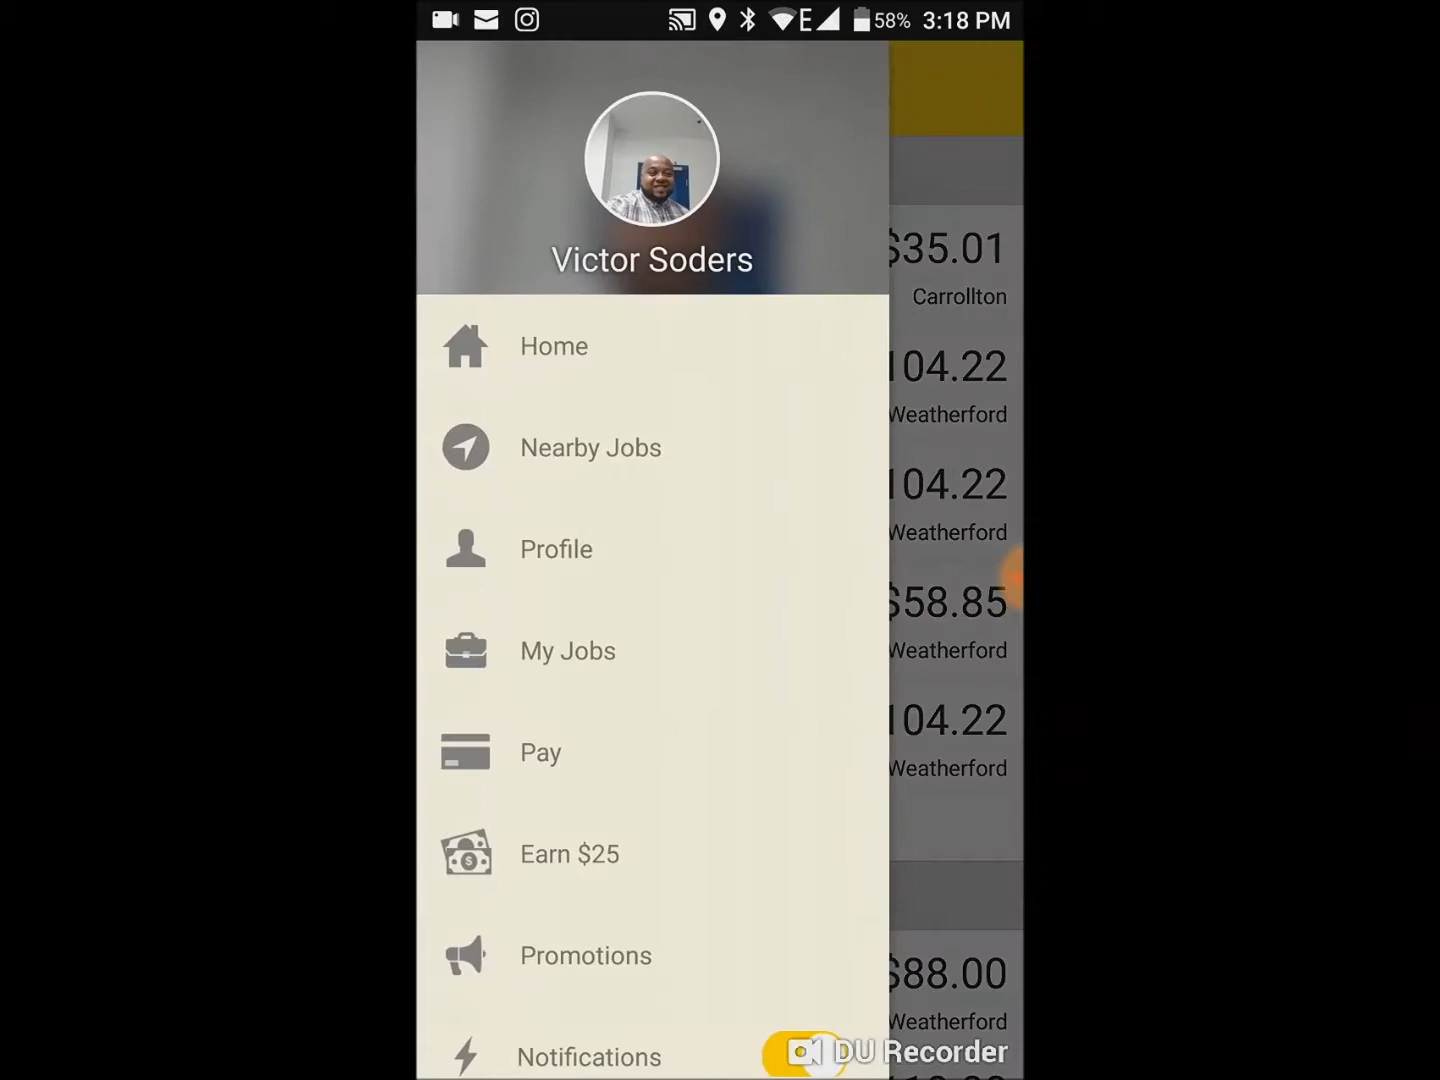 E 58% 3:18 PM
Victor Soders
Home
Nearby Jobs
Profile
My Jobs
Pay
Earn $25
Promotions
Notifications
$35.01
Carrollton
104.22
Weatherford
104.22
Weatherford
$58.85
Weatherford
104.22
Weatherford
$88.00
Weatherford
DU Recorder